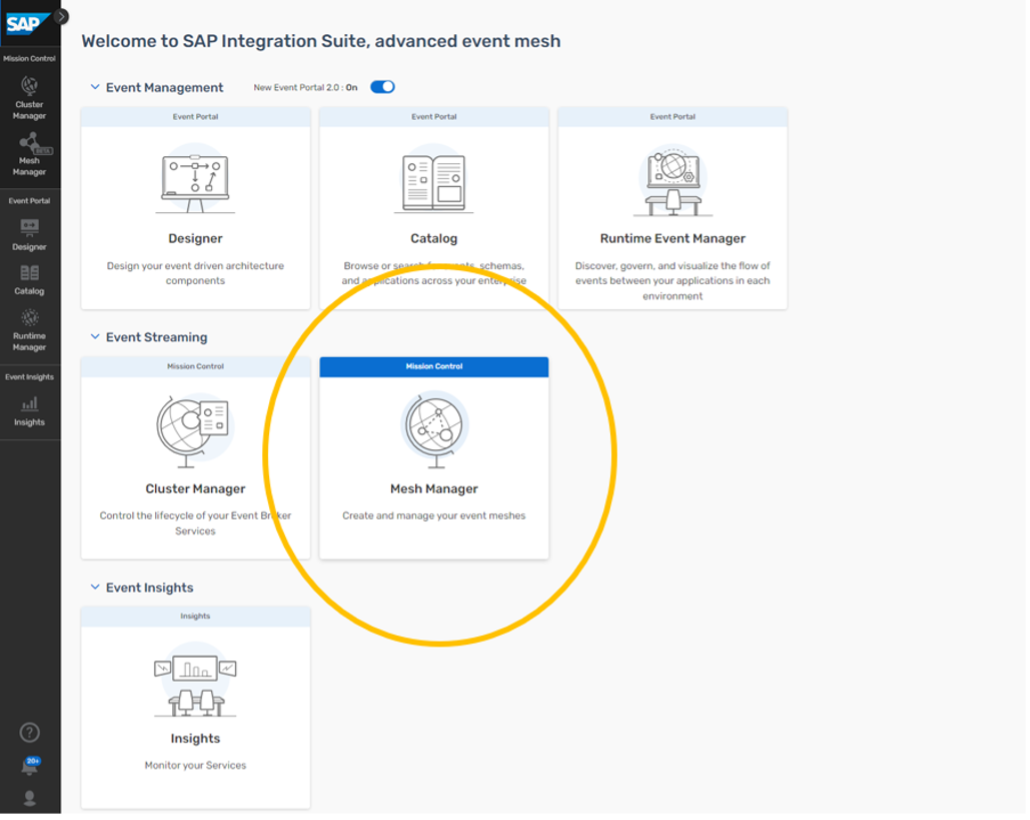 SAP
Mission Control
Cluster
Manager
BETA
Mesh
Manager
Event Portal
Designer
Catalog
Runtime
Manager
Event Insights
Insights
?
20+
Welcome to SAP Integration Suite, advanced event mesh
Event Management
New Event Portal 2.0 : On
Event Portal
Designer
Design your event driven architecture
components
Event Portal
Catalog
Browse or search for events, schemas,
and applications across your enterprise
Event Portal
Runtime Event Manager
Discover, govern, and visualize the flow of
events between your applications in each
environment
Event Streaming
Mission Control
Cluster Manager
Control the lifecycle of your Event Broker
Services
Mission Control
Mesh Manager
Create and manage your event meshes
Event Insights
Insights
Insights
Monitor your Services